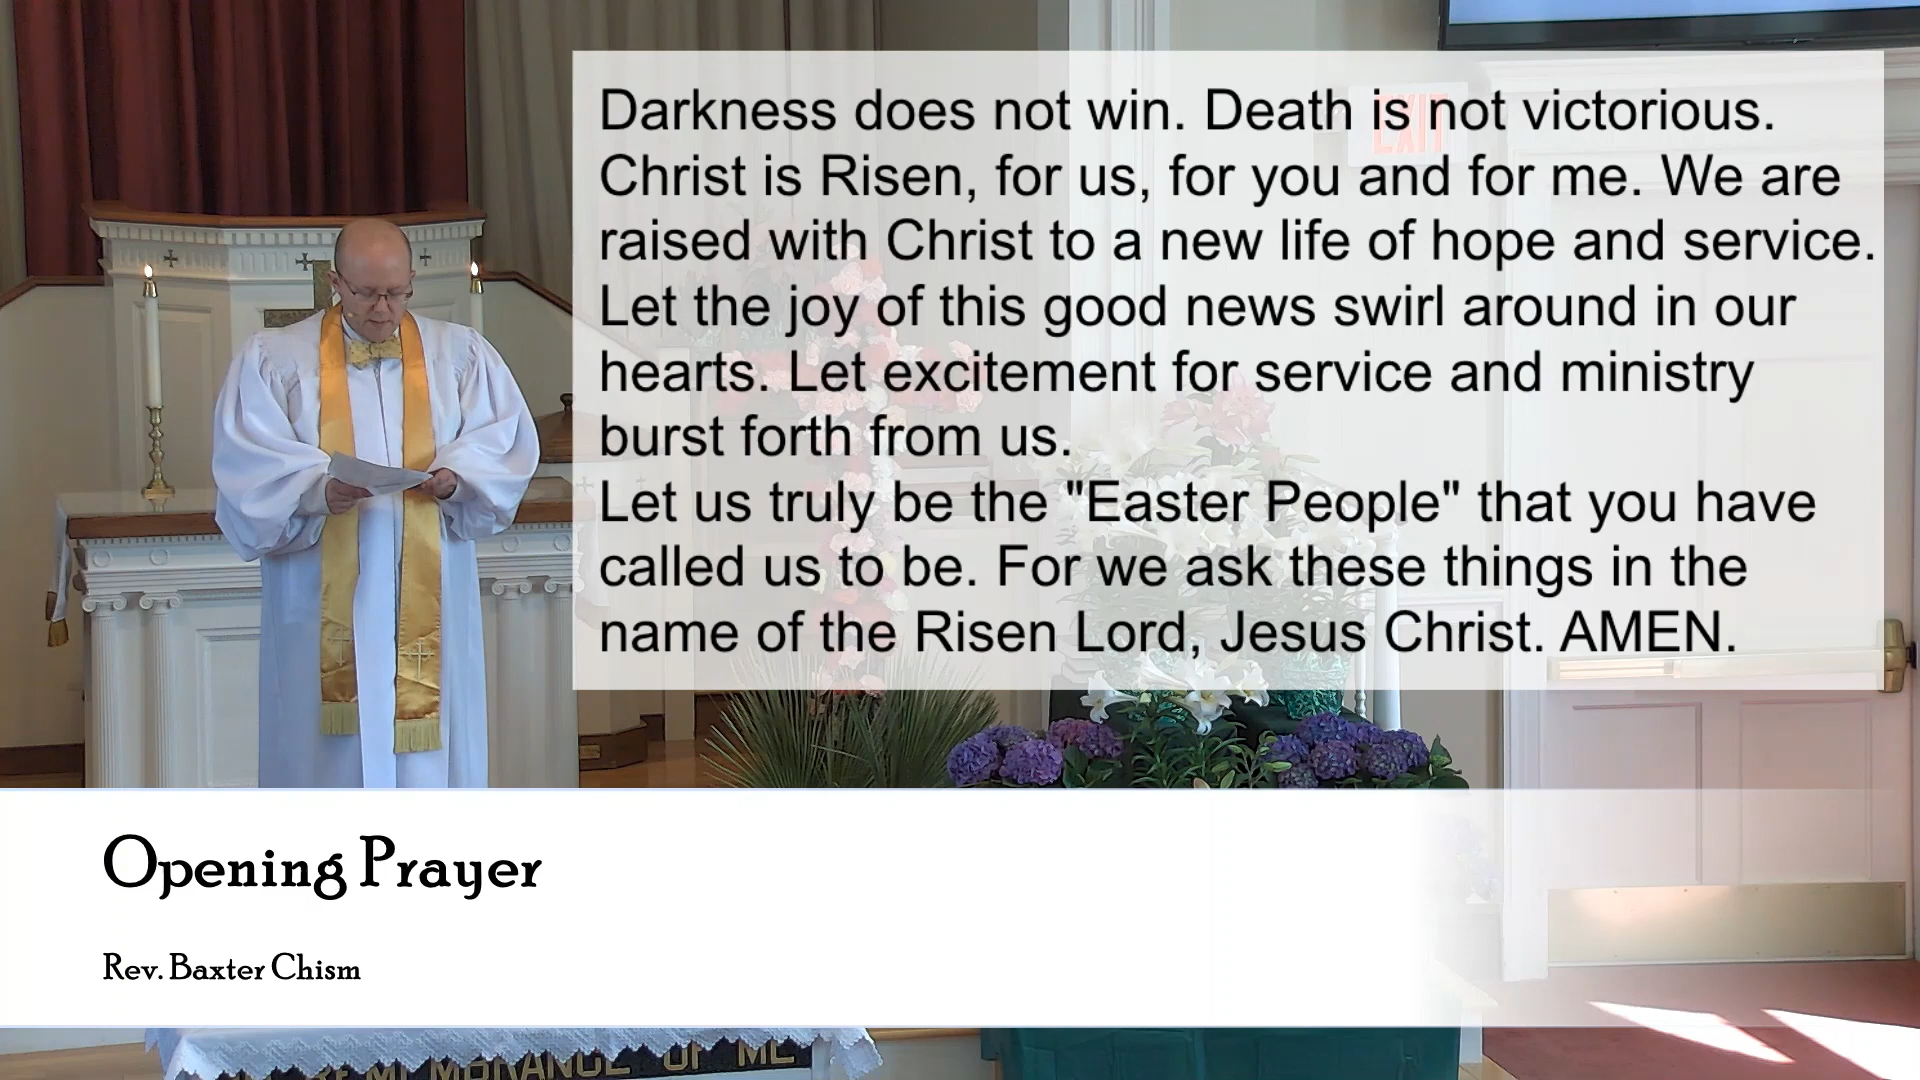 Darkness does not win. Death is not victorious.
Christ is Risen, for us, for you and for me. We are
raised with Christ to a new life of hope and service.
Let the joy of this good news swirl around in our
hearts. Let excitement for service and ministry
burst forth from us.
Let us truly be the "Easter People" that you have
called us to be. For we ask these things in the
name of the Risen Lord, Jesus Christ. AMEN.
EXIT
Opening Prayer
Rev. Baxter Chism
REMEMBRANCE OF ME